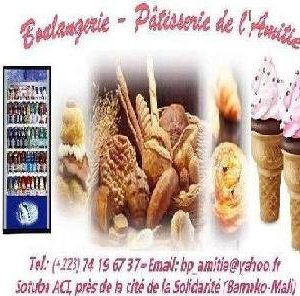 Boulangerie - Pâtisserie de l'Amitié
Tel.: (+223) 74 19 67 37 - Email: bp_amitia@yahoo.fr
Sotuba ACI, près de la cité de la Solidarité (Bamako-Mali)